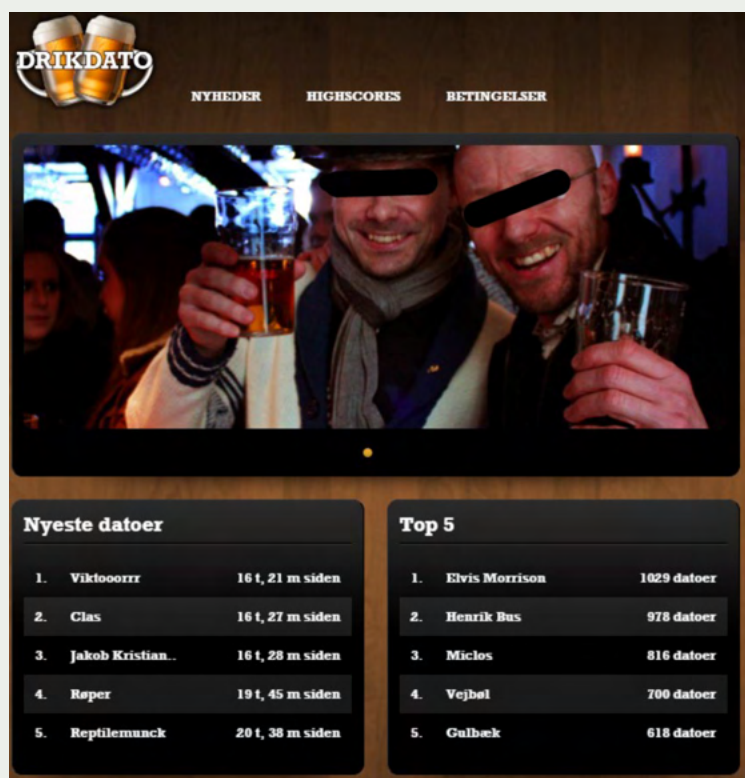 DRIKDATO
NYHEDER HIGHSCORES BETINGELSER
Nyeste datoer
1. Viktooorrr 16 t, 21 m siden
2. Clas 16 t, 27 m siden
3. Jakob Kristian.. 16 t, 28 m siden
4. Røper 19 t, 45 m siden
5. Reptilemunck 20 t, 38 m siden
Top 5
1. Elvis Morrison 1029 datoer
2. Henrik Bus 978 datoer
3. Miclos 816 datoer
4. Vejbøl 700 datoer
5. Gulbæk 618 datoer